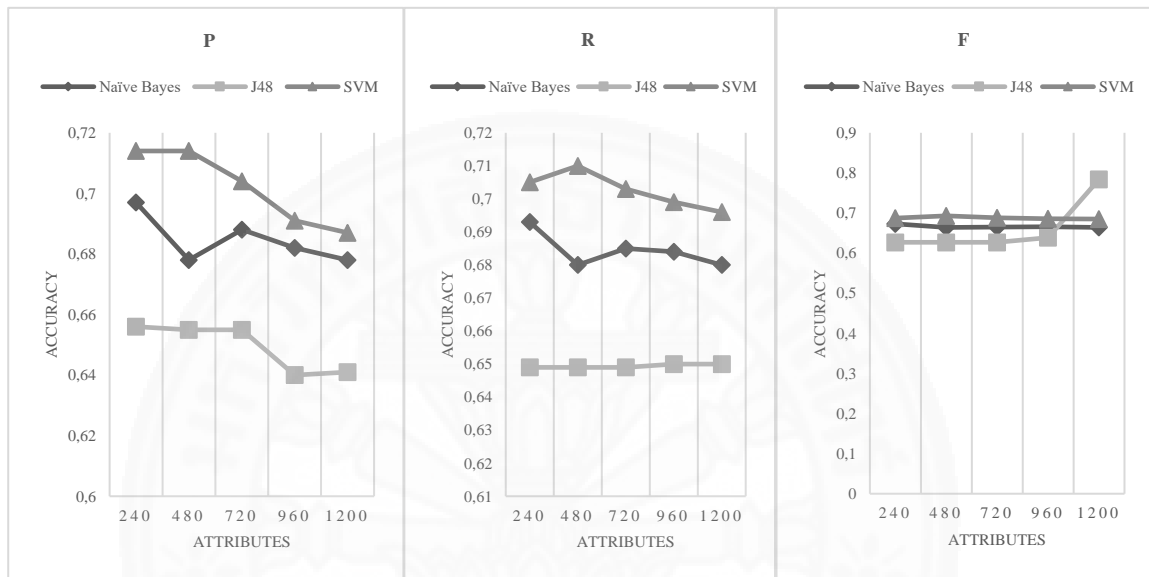 P
Naïve Bayes J48 SVM
0,72
0,7
0,68
0,66
0,64
0,62
0,6
ACCURACY
240 480 720 960 1200
ATTRIBUTES
R
Naïve Bayes J48 SVM
0,72
0,71
0,70
0,69
0,68
0,67
0,66
0,65
0,64
0,63
0,62
0,61
ACCURACY
240 480 720 960 1200
ATTRIBUTES
F
Naïve Bayes J48 SVM
0,9
0,8
0,7
0,6
0,5
0,4
0,3
0,2
0,1
0
ACCURACY
240 480 720 960 1200
ATTRIBUTES